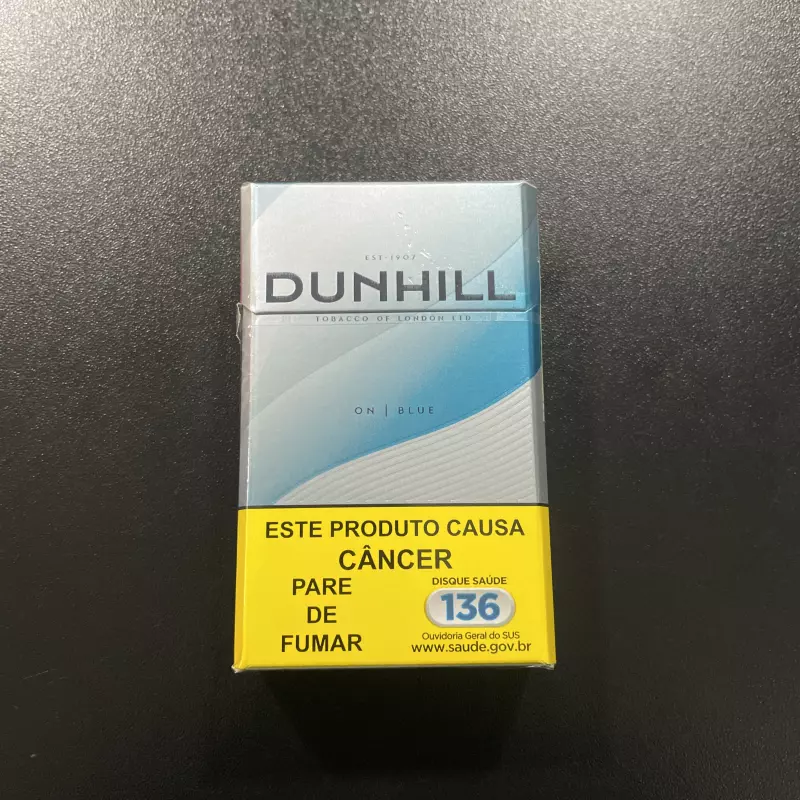 EST·1907
DUNHILL
TOBACCO OF LONDON LTD
ON | BLUE
ESTE PRODUTO CAUSA
CÂNCER
PARE
DE
FUMAR
DISQUE SAÚDE
136
Ouvidoria Geral do SUS
www.saude.gov.br